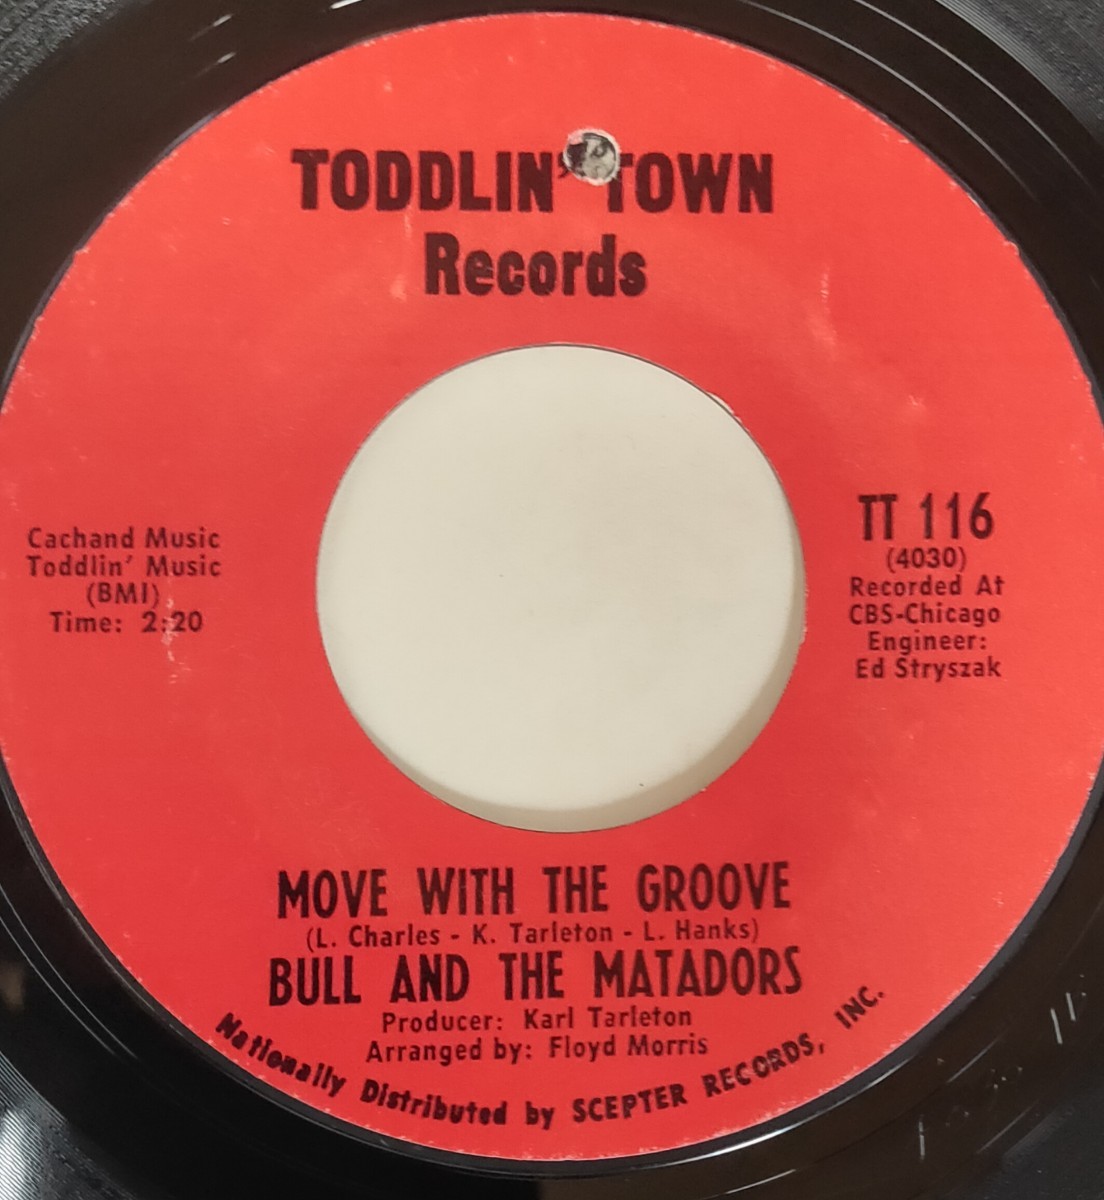 TODDLIN' TOWN
Records
Cachand Music
Toddlin' Music
(BMI)
Time: 2:20
TT 116
(4030)
Recorded At
CBS-Chicago
Engineer:
Ed Stryszak
MOVE WITH THE GROOVE
(L. Charles - K. Tarleton - L. Hanks)
BULL AND THE MATADORS
Producer: Karl Tarleton
Arranged by: Floyd Morris
Nationally Distributed by SCEPTER RECORDS, INC.